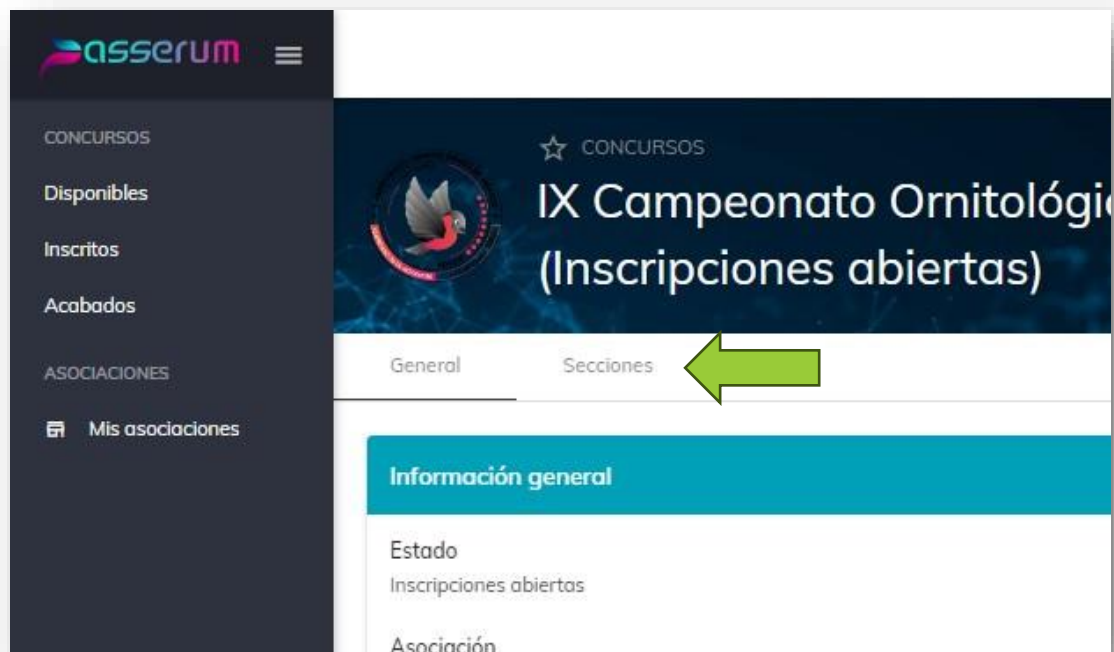 Passerum
CONCURSOS
Disponibles
Inscritos
Acabados
ASOCIACIONES
Mis asociaciones
CONCURSOS
IX Campeonato Ornitológi
(Inscripciones abiertas)
General Secciones
Información general
Estado
Inscripciones abiertas
Asociación